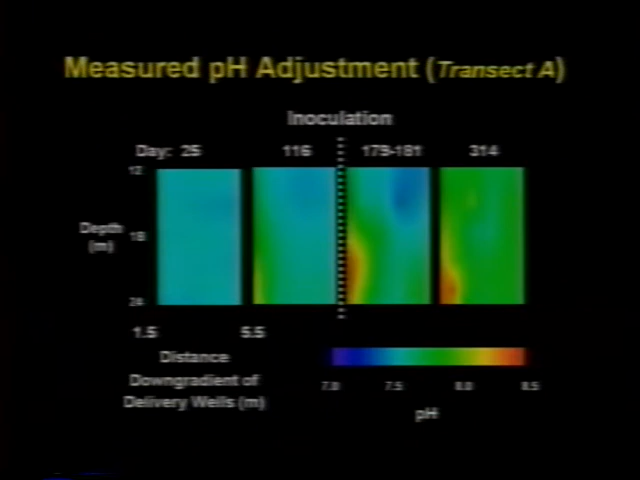 Measured pH Adjustment (Transect A)
Inoculation
Day: 25 116 179-181 314
12
Depth
(m)
18
24
1.5 5.5
Distance
Downgradient of
Delivery Wells (m)
7.0 7.5 8.0 8.5
pH